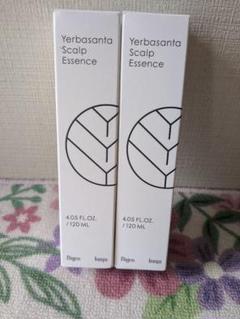 Yerbasanta
Scalp
Essence
4.05 FL.OZ.
/ 120 ML
Yerbasanta
Scalp
Essence
4.05 FL.OZ.
/ 120 ML